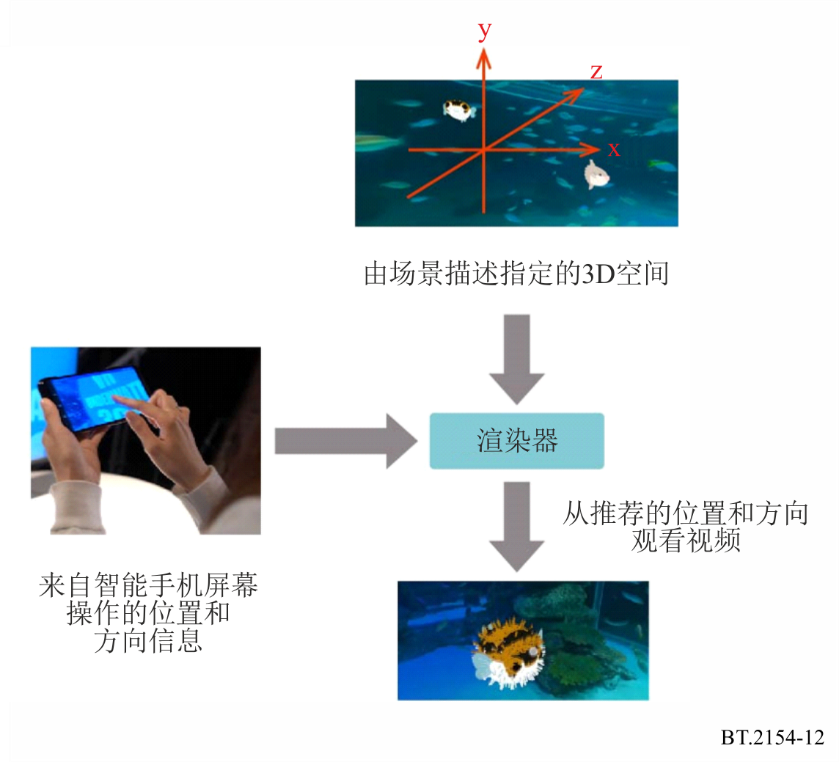 y
z
x
由场景描述指定的3D空间
渲染器
从推荐的位置和方向
观看视频
来自智能手机屏幕
操作的位置和
方向信息
BT.2154-12